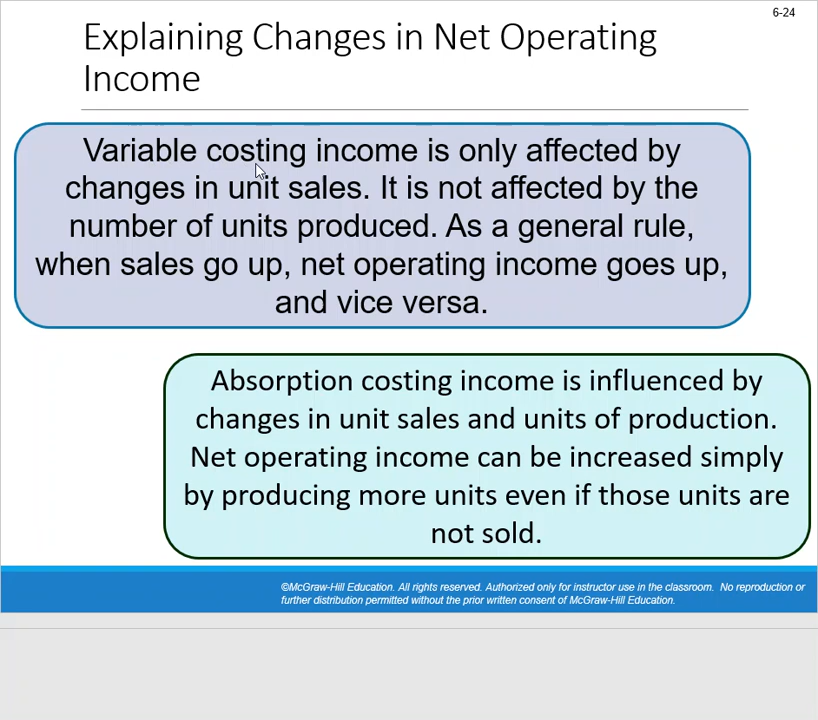 6-24
Explaining Changes in Net Operating
Income
Variable costing income is only affected by
changes in unit sales. It is not affected by the
number of units produced. As a general rule,
when sales go up, net operating income goes up,
and vice versa.
Absorption costing income is influenced by
changes in unit sales and units of production.
Net operating income can be increased simply
by producing more units even if those units are
not sold.
©McGraw-Hill Education. All rights reserved. Authorized only for instructor use in the classroom. No reproduction or
further distribution permitted without the prior written consent of McGraw-Hill Education.